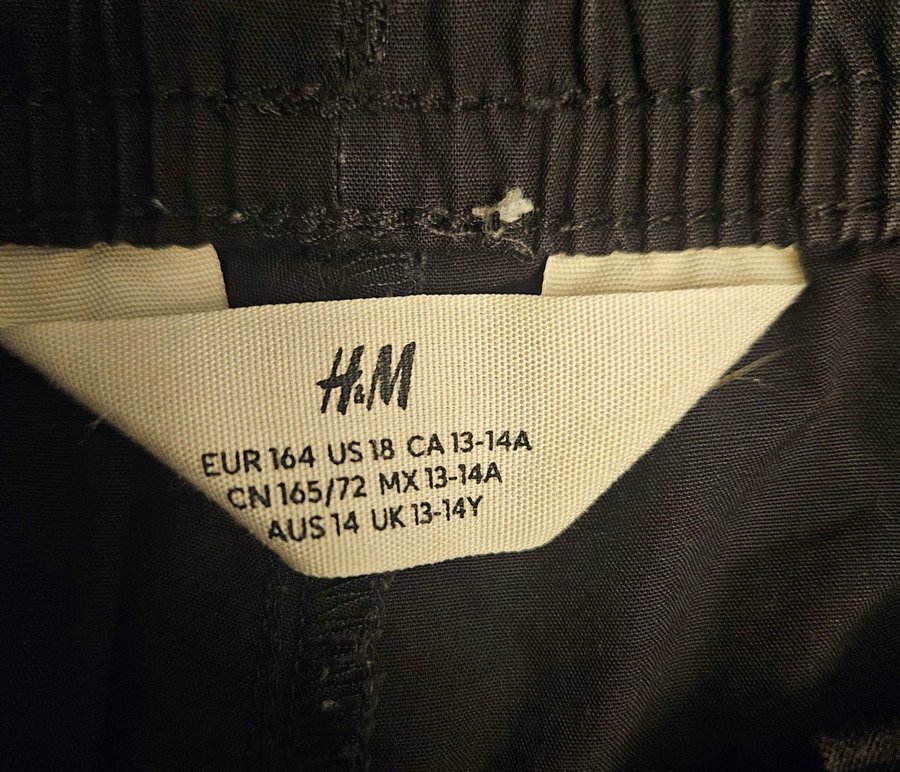 H&M
EUR 164 US 18 CA 13-14A
CN 165/72 MX 13-14A
AUS 14 UK 13-14Y